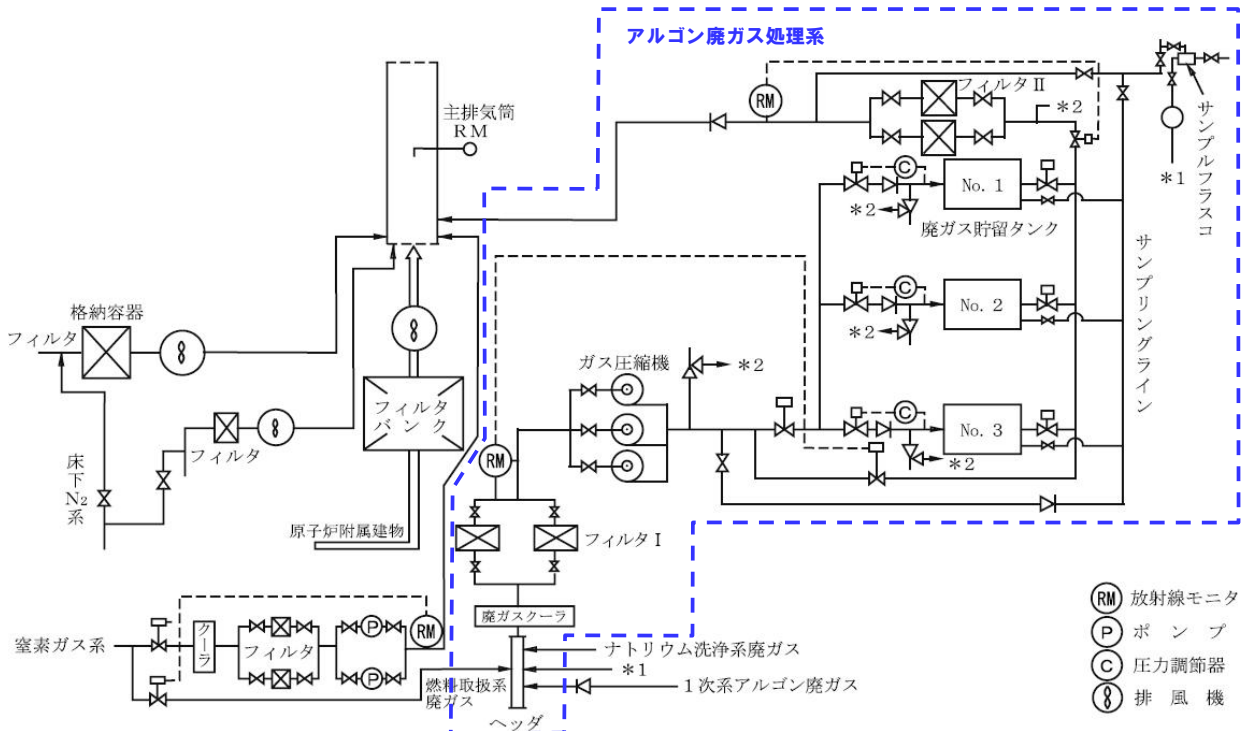 アルゴン廃ガス処理系
主排気筒
RM
RM
フィルタⅡ
*2
サンプルフラスコ
*1
C
No. 1
*2
廃ガス貯留タンク
サンプリングライン
C
No. 2
*2
格納容器
フィルタ
フィルタ
バンク
フィルタ
床下
N2
系
原子炉附属建物
ガス圧縮機
*2
C
No. 3
*2
RM
フィルタⅠ
廃ガスクーラ
窒素ガス系
クーラ
フィルタ
P
P
RM
燃料取扱系
廃ガス
ナトリウム洗浄系廃ガス
*1
1次系アルゴン廃ガス
ヘッダ
RM 放射線モニタ
P ポンプ
C 圧力調節器
排風機